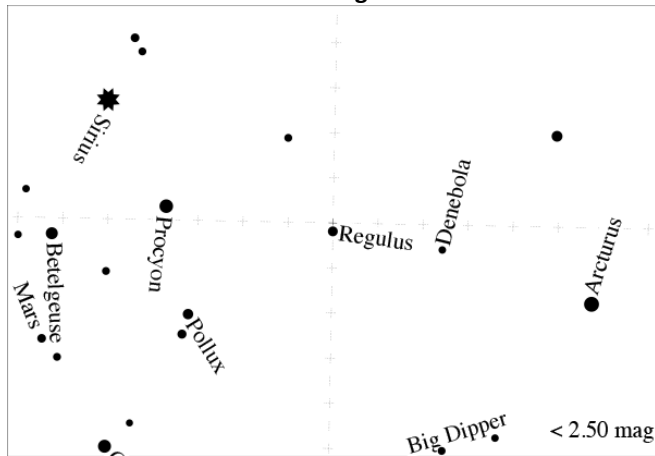 Sirius
Denebola
Procyon
Regulus
Arcturus
Betelgeuse
Mars
Pollux
Big Dipper
< 2.50 mag